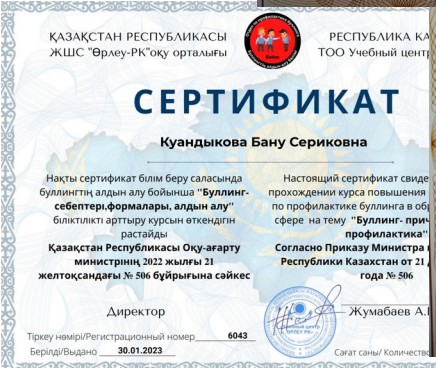 ҚАЗАҚСТАН РЕСПУБЛИКАСЫ
ЖШС "Өрлеу-РК"оқу орталығы
РЕСПУБЛИКА КА
ТОО Учебный центр
СЕРТИФИКАТ
Куандыкова Бану Сериковна
Нақты сертификат білім беру саласында
буллингтің алдын алу бойынша "Буллинг-
себептері,формалары, алдын алу"
біліктілікті арттыру курсын өткендігін
растайды
Қазақстан Республикасы Оқу-ағарту
министрінің 2022 жылғы 21
желтоқсандағы № 506 бұйрығына сәйкес
Настоящий сертификат свиде
прохождении курса повышения
по профилактике буллинга в об
сфере на тему "Буллинг- прич
профилактика"
Согласно Приказу Министра
Республики Казахстан от 21
года № 506
Директор
Жумабаев А.
Тіркеу нөмірі/Регистрационный номер 6043
Берілді/Выдано 30.01.2023
Сағат саны/ Количество